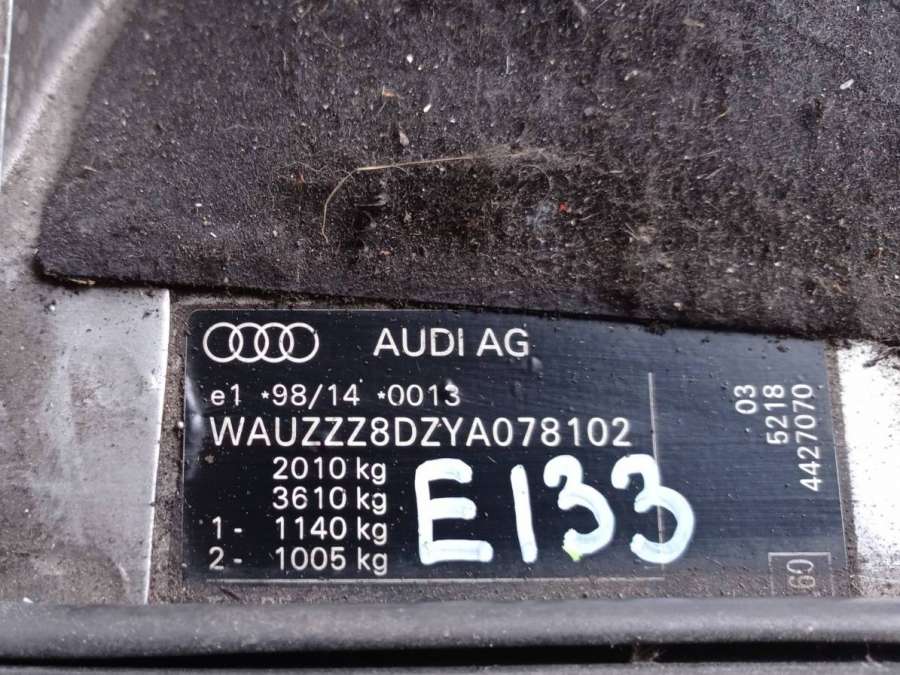 AUDI AG
e1 *98/14 *0013
WAUZZZ8DZYA078102
2010 kg
3610 kg
1- 1140 kg
2- 1005 kg
E133
03
5218
4427070
60